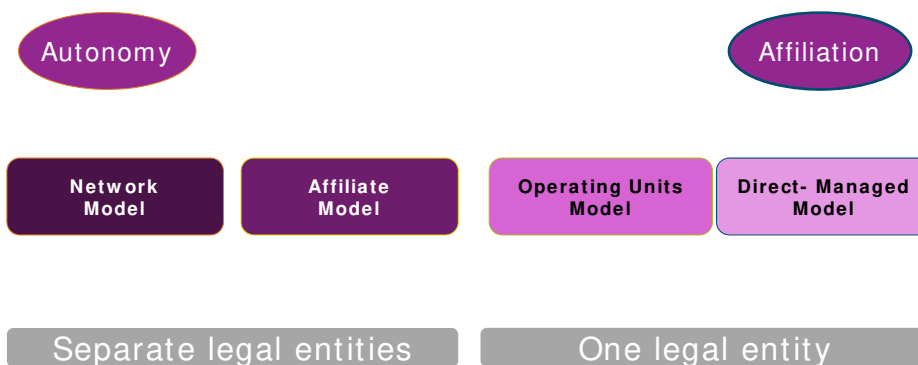 Autonomy
Affiliation
Network
Model
Affiliate
Model
Operating Units
Model
Direct- Managed
Model
Separate legal entities
One legal entity